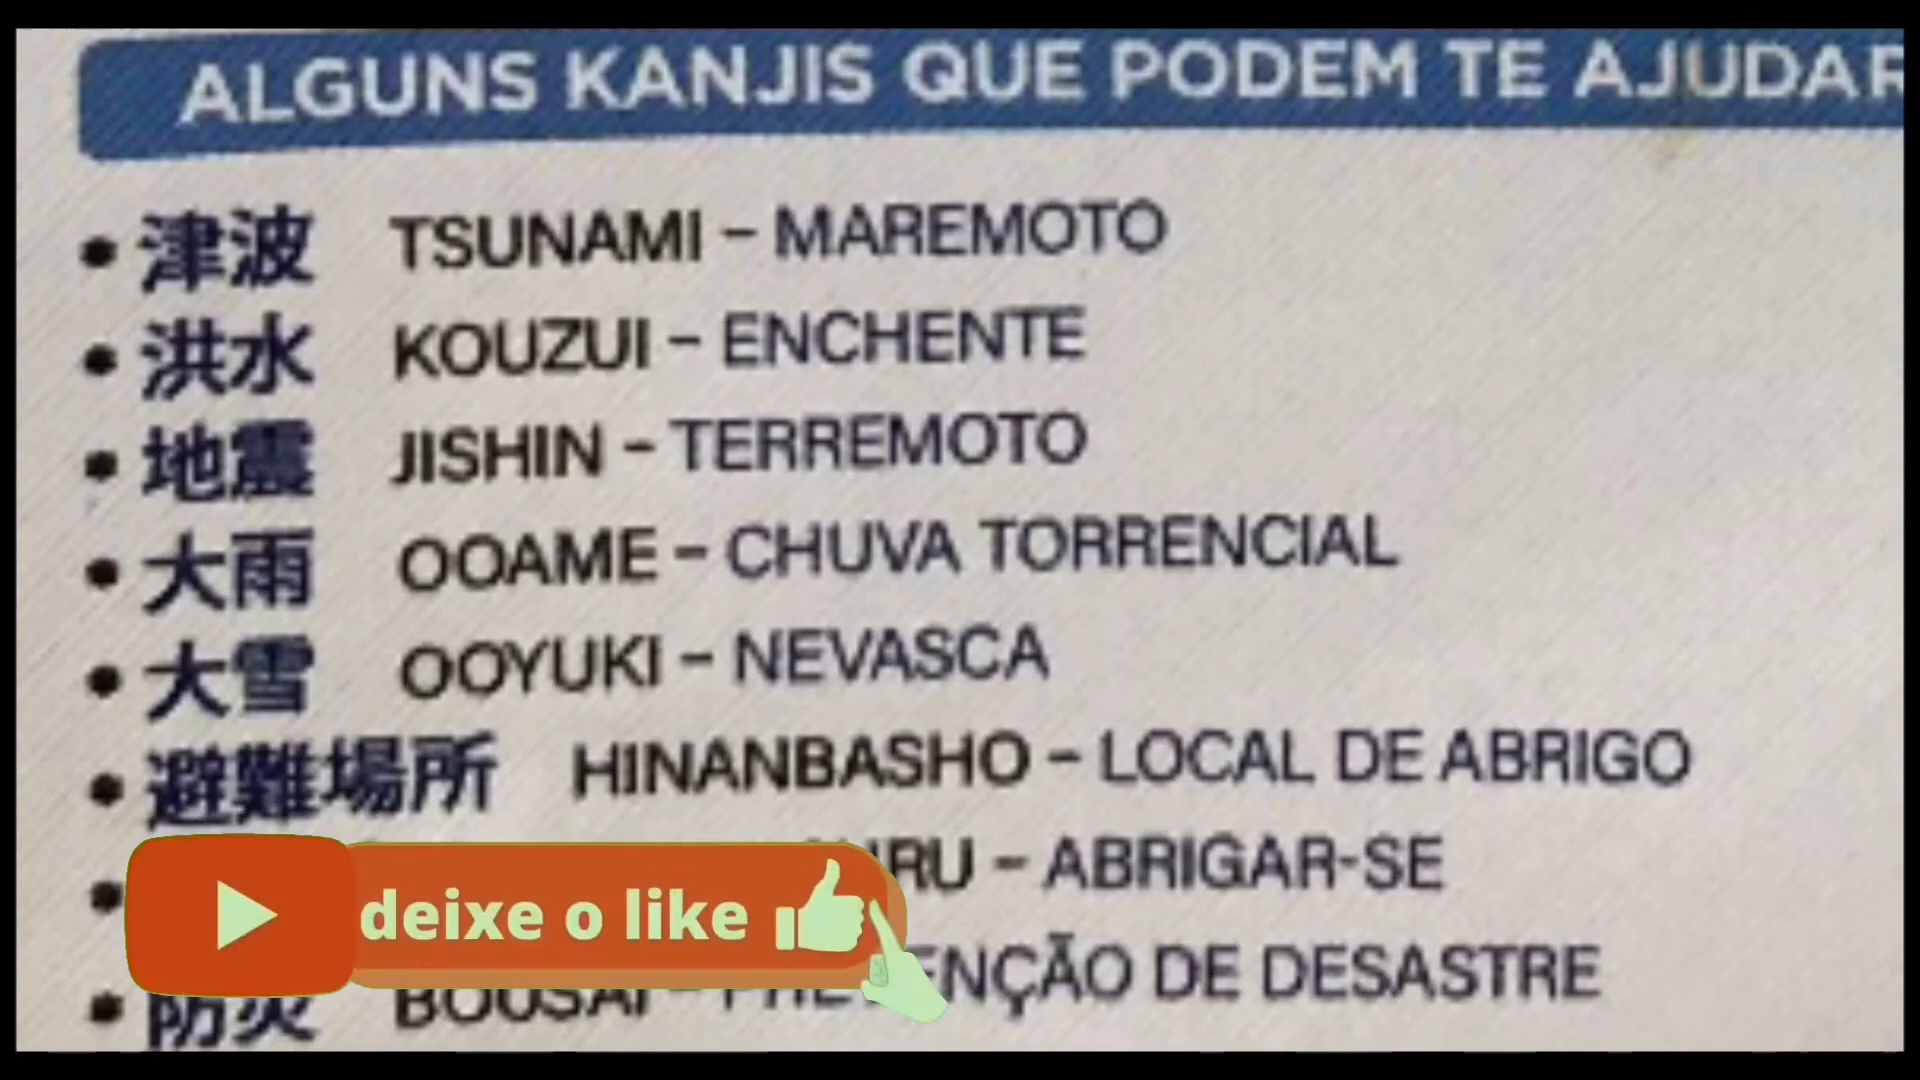 ALGUNS KANJIS QUE PODEM TE AJUDAR
• 津波 TSUNAMI – MAREMOTO
• 洪水 KOUZUI – ENCHENTE
• 地震 JISHIN – TERREMOTO
• 大雨 OOAME – CHUVA TORRENCIAL
• 大雪 OOYUKI – NEVASCA
• 避難場所 HINANBASHO – LOCAL DE ABRIGO
• – ABRIGAR-SE
deixe o like
• 防災 BOUSAI – DE DESASTRE